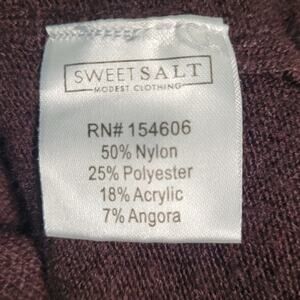 SWEETSALT
MODEST CLOTHING
RN# 154606
50% Nylon
25% Polyester
18% Acrylic
7% Angora